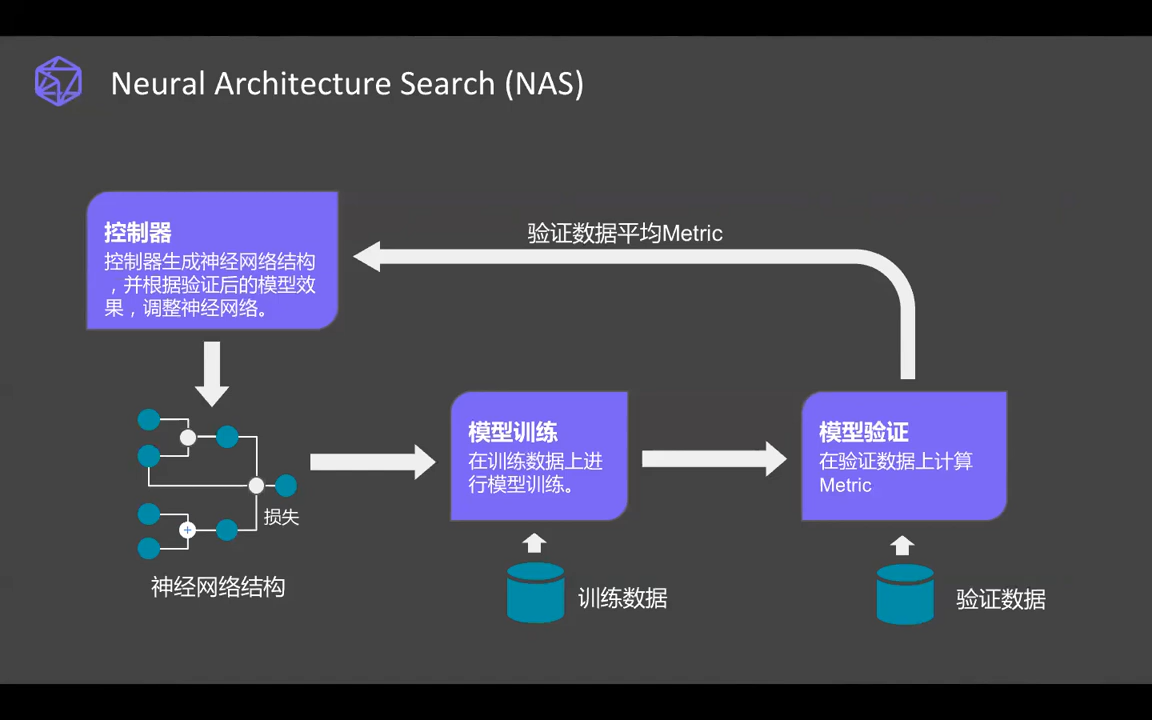 Neural Architecture Search (NAS)
控制器
控制器生成神经网络结构
，并根据验证后的模型效
果，调整神经网络。
验证数据平均Metric
损失
神经网络结构
模型训练
在训练数据上进
行模型训练。
训练数据
模型验证
在验证数据上计算
Metric
验证数据